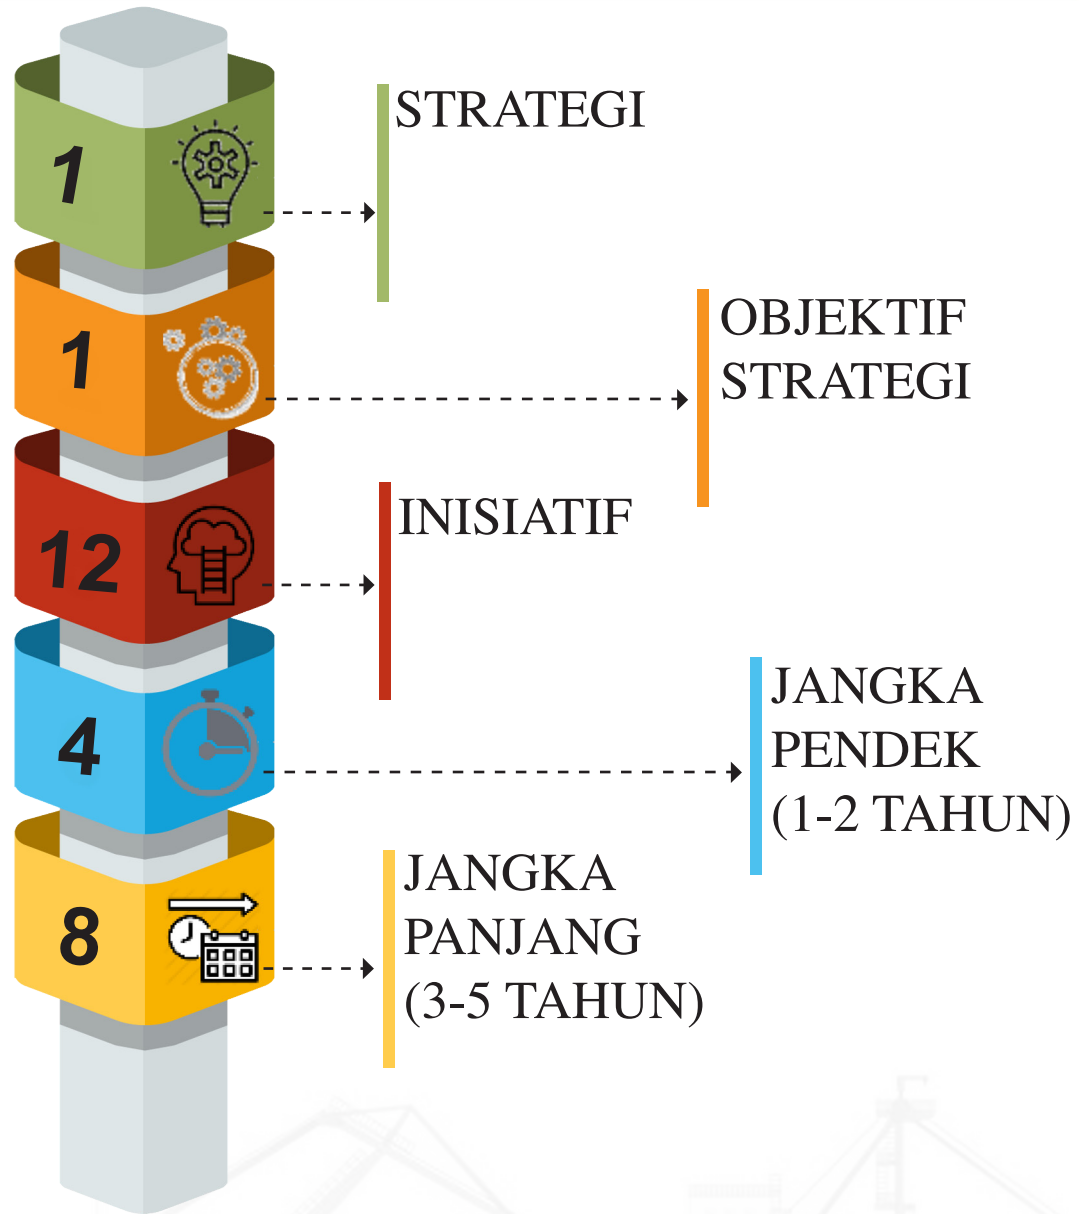 1
STRATEGI
1
OBJEKTIF
STRATEGI
12
INISIATIF
4
JANGKA
PENDEK
(1-2 TAHUN)
8
JANGKA
PANJANG
(3-5 TAHUN)